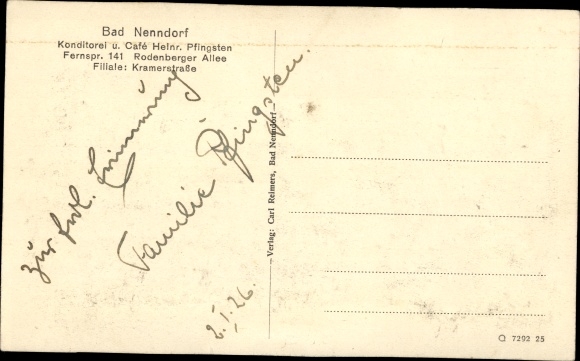 Bad Nenndorf
Konditorei u. Café Heinr. Pfingsten
Fernspr. 141 Rodenberger Allee
Filiale: Kramerstraße
zur frdl. Erinnerung
Familie Pfingsten.
2.I.26.
Verlag: Carl Reimers, Bad Nenndorf
Q 7292 25